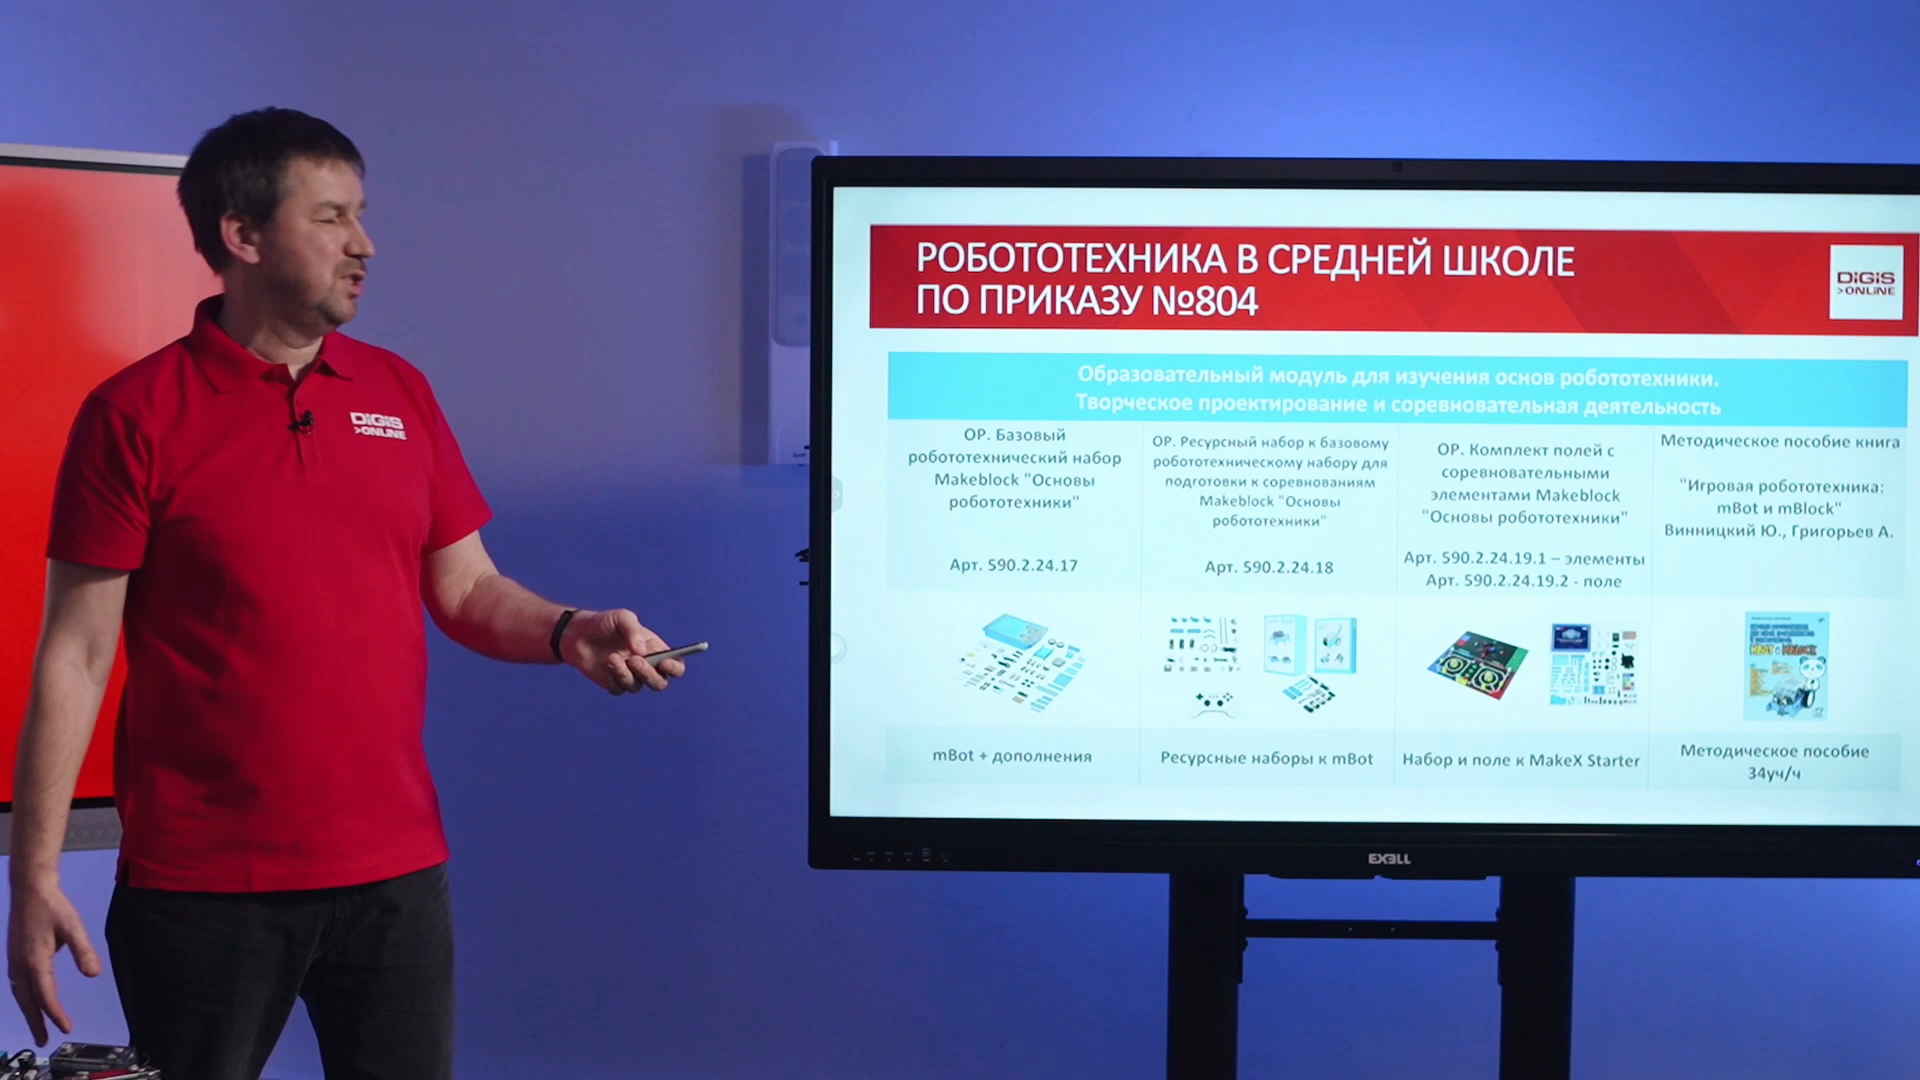 РОБОТОТЕХНИКА В СРЕДНЕЙ ШКОЛЕ
ПО ПРИКАЗУ №804
DiGiS
>ONLiNE
Образовательный модуль для изучения основ робототехники.
Творческое проектирование и соревновательная деятельность
ОР. Базовый
робототехнический набор
Makeblock "Основы
робототехники"
Арт. 590.2.24.17
ОР. Ресурсный набор к базовому
робототехническому набору для
подготовки к соревнованиям
Makeblock "Основы
робототехники"
Арт. 590.2.24.18
ОР. Комплект полей с
соревновательными
элементами Makeblock
"Основы робототехники"
Арт. 590.2.24.19.1 – элементы
Арт. 590.2.24.19.2 - поле
Методическое пособие книга
"Игровая робототехника:
mBot и mBlock"
Винницкий Ю., Григорьев А.
MBOT И MBLOCK
mBot + дополнения
Ресурсные наборы к mBot
Набор и поле к MakeX Starter
Методическое пособие
34уч/ч
EXELL
DiGiS
>ONLiNE